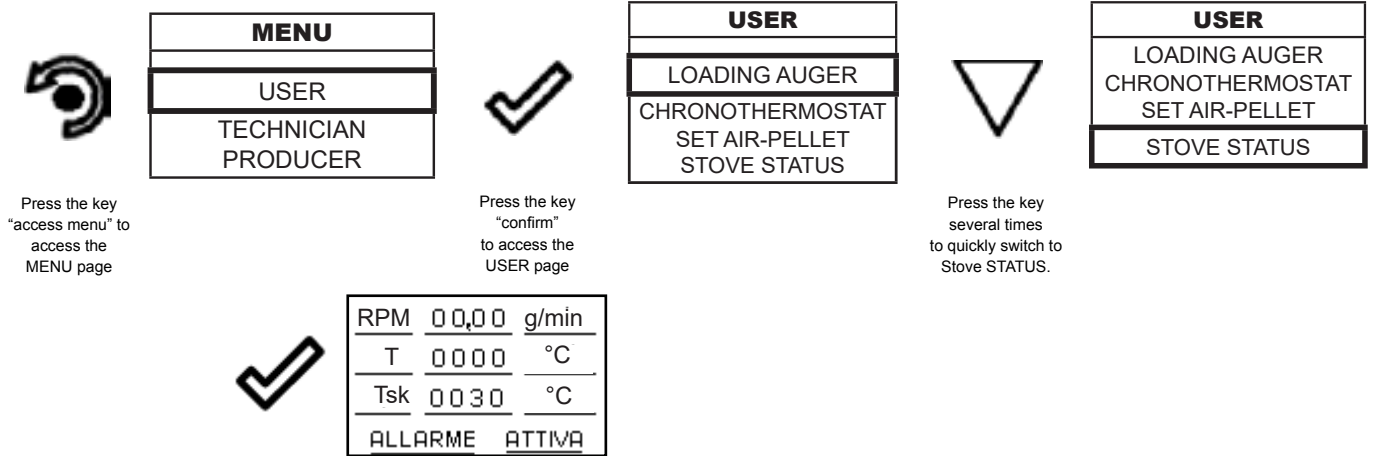 MENU
USER
TECHNICIAN
PRODUCER
Press the key
“access menu” to
access the
MENU page
Press the key
“confirm”
to access the
USER page
USER
LOADING AUGER
CHRONOTHERMOSTAT
SET AIR-PELLET
STOVE STATUS
Press the key
several times
to quickly switch to
Stove STATUS.
USER
LOADING AUGER
CHRONOTHERMOSTAT
SET AIR-PELLET
STOVE STATUS
RPM 00,00 g/min
T 0000 °C
Tsk 0030 °C
ALLARME ATTIVA